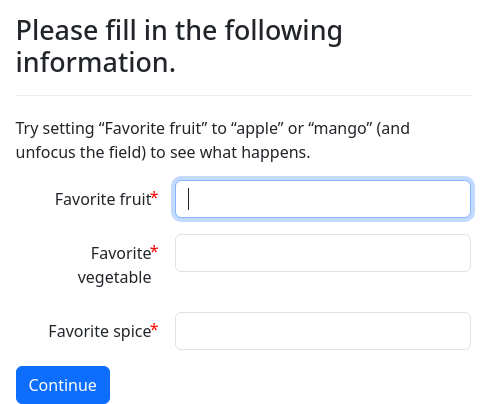 Please fill in the following
information.
Try setting “Favorite fruit” to “apple” or “mango” (and
unfocus the field) to see what happens.
Favorite fruit*
Favorite*
vegetable
Favorite spice*
Continue